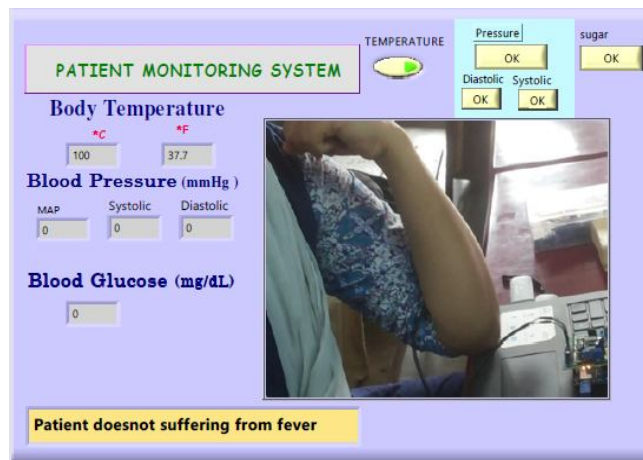 PATIENT MONITORING SYSTEM
TEMPERATURE
Pressure
OK
Diastolic Systolic
OK OK
sugar
OK
Body Temperature
°C °F
100 37.7
Blood Pressure (mmHg )
MAP Systolic Diastolic
0 0 0
Blood Glucose (mg/dL)
0
Patient doesnot suffering from fever